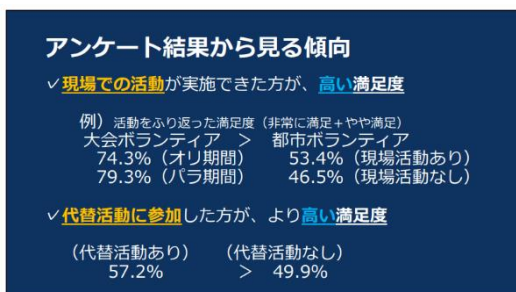 アンケート結果から見る傾向
✓現場での活動が実施できた方が、高い満足度
例）活動をふり返った満足度（非常に満足＋やや満足）
大会ボランティア ＞ 都市ボランティア
74.3%（オリ期間） 53.4%（現場活動あり）
79.3%（パラ期間） 46.5%（現場活動なし）
✓代替活動に参加した方が、より高い満足度
（代替活動あり） （代替活動なし）
57.2% ＞ 49.9%